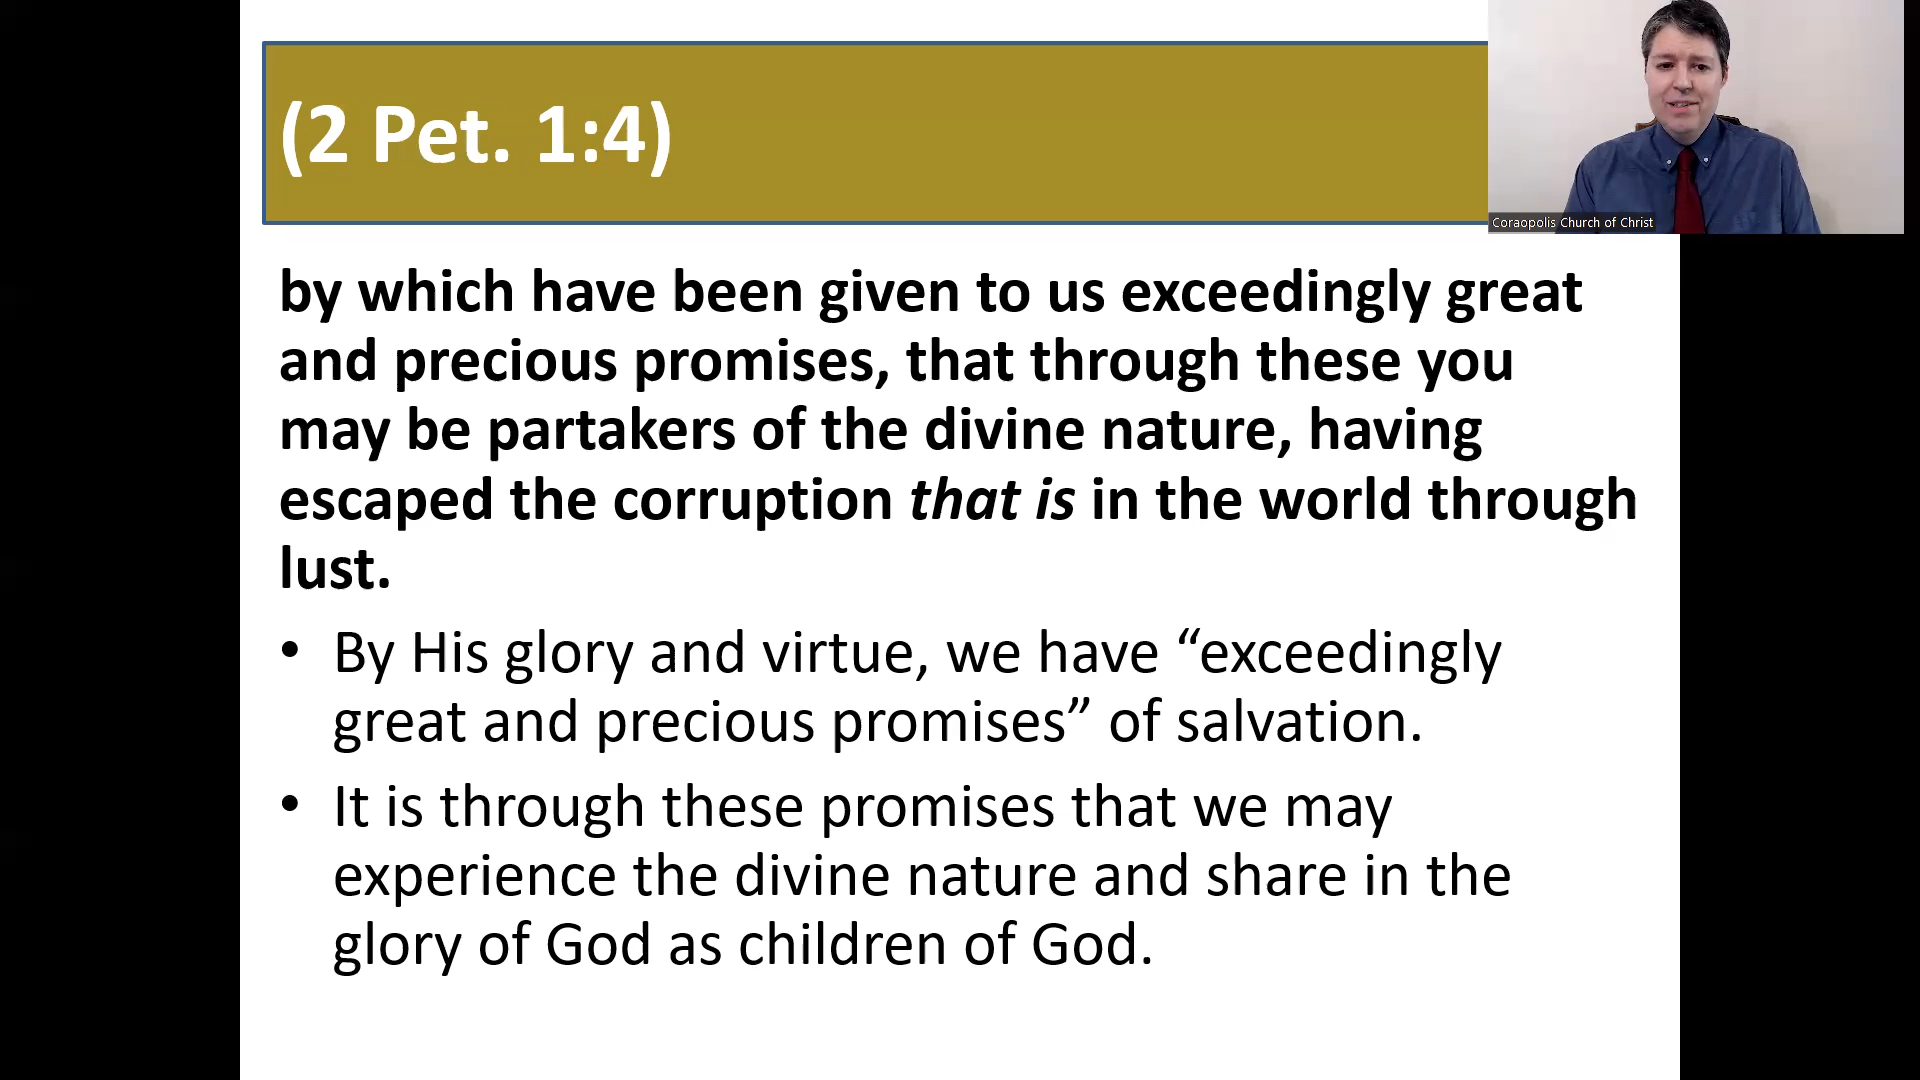 (2 Pet. 1:4)
Coraopolis Church of Christ
by which have been given to us exceedingly great
and precious promises, that through these you
may be partakers of the divine nature, having
escaped the corruption that is in the world through
lust.
• By His glory and virtue, we have “exceedingly
great and precious promises” of salvation.
• It is through these promises that we may
experience the divine nature and share in the
glory of God as children of God.